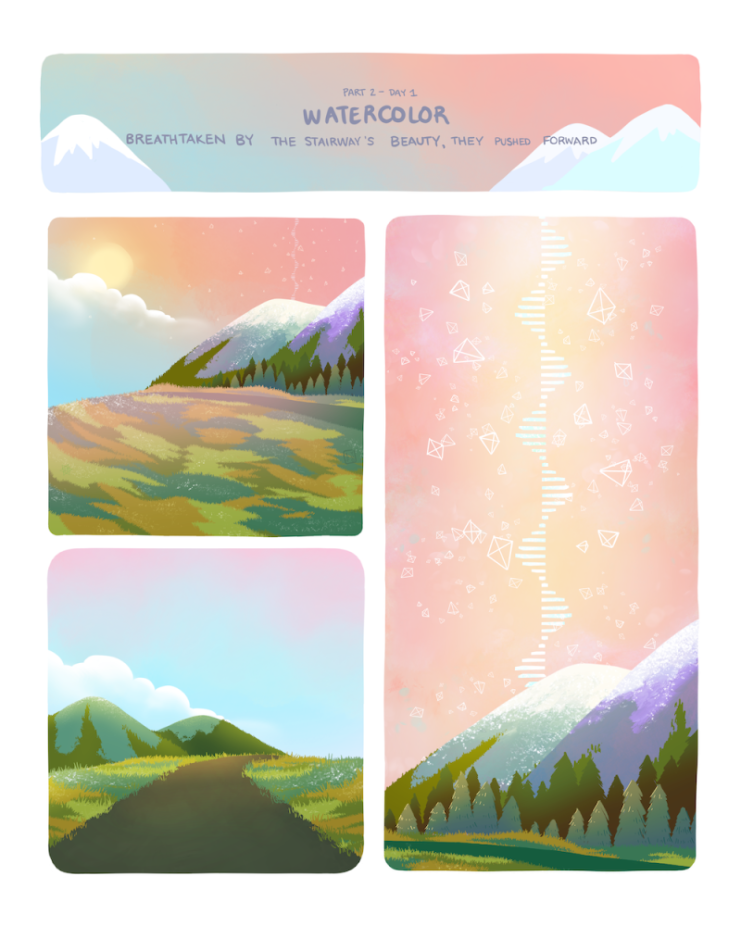 PART 2 - DAY 1
WATERCOLOR
BREATHTAKEN BY THE STAIRWAY'S BEAUTY, THEY PUSHED FORWARD